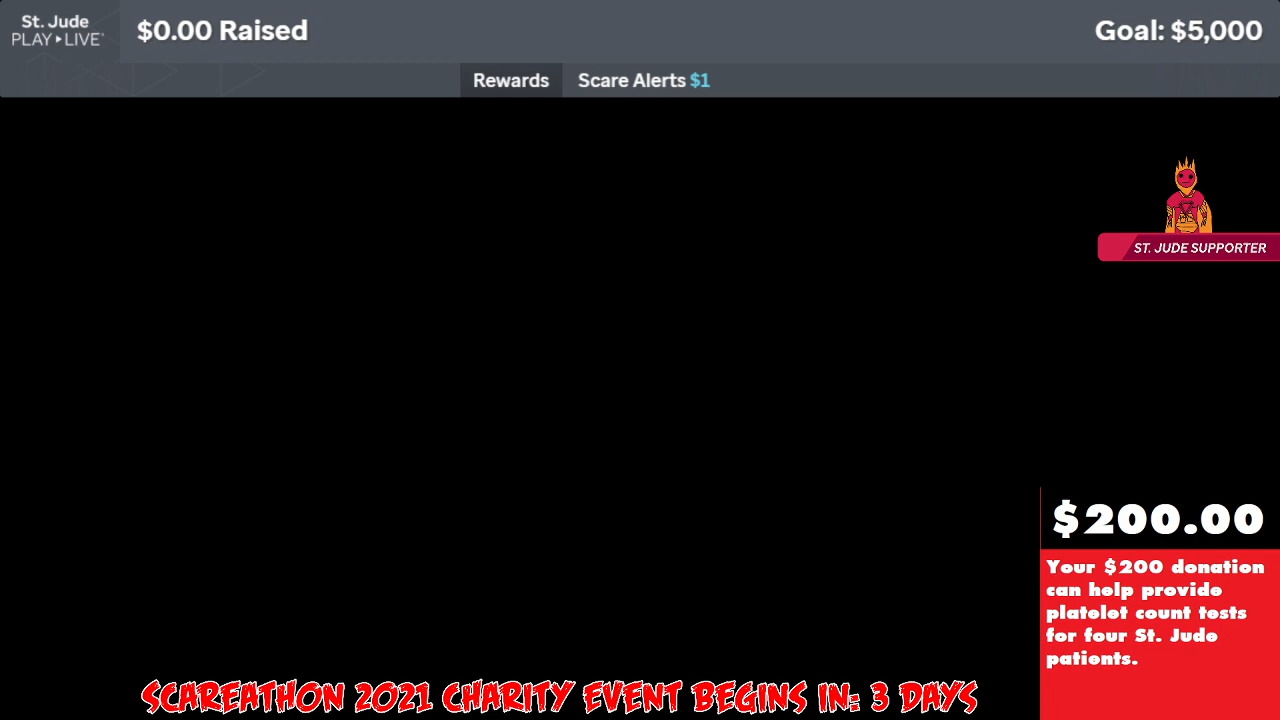 St. Jude
PLAY LIVE
$0.00 Raised
Goal: $5,000
Rewards
Scare Alerts $1
ST. JUDE SUPPORTER
$200.00
Your $200 donation
can help provide
platelet count tests
for four St. Jude
patients.
SCAREATHON 2021 CHARITY EVENT BEGINS IN: 3 DAYS